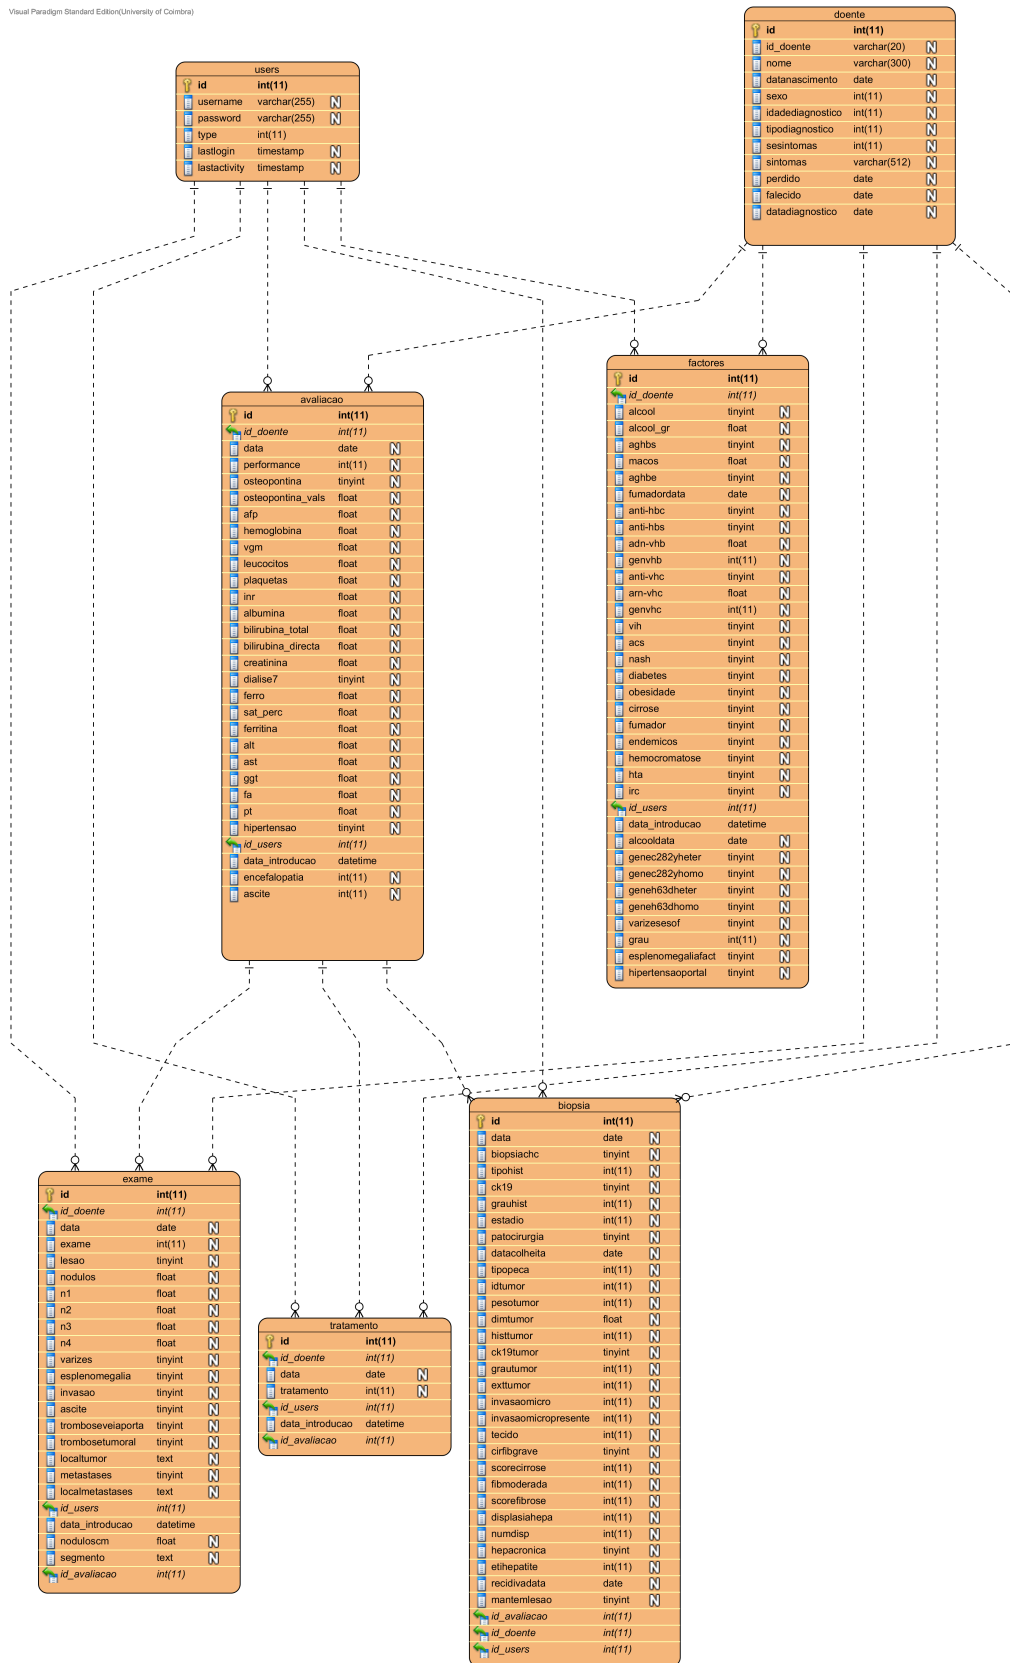 Visual Paradigm Standard Edition(University of Coimbra)
doente
id int(11)
id_doente varchar(20) N
nome varchar(300) N
datanascimento date N
sexo int(11) N
idadediagnostico int(11) N
tipodiagnostico int(11) N
sesintomas int(11) N
sintomas varchar(512) N
perdido date N
falecido date N
datadiagnostico date N
users
id int(11)
username varchar(255) N
password varchar(255) N
type int(11)
lastlogin timestamp N
lastactivity timestamp N
factores
id int(11)
id_doente int(11)
alcool tinyint N
alcool_gr float N
aghbs tinyint N
macos float N
aghbe tinyint N
fumadordata date N
anti-hbc tinyint N
anti-hbs tinyint N
adn-vhb float N
genvhb int(11) N
anti-vhc tinyint N
arn-vhc float N
genvhc int(11) N
vih tinyint N
acs tinyint N
nash tinyint N
diabetes tinyint N
obesidade tinyint N
cirrose tinyint N
fumador tinyint N
endemicos tinyint N
hemocromatose tinyint N
hta tinyint N
irc tinyint N
id_users int(11)
data_introducao datetime
alcooldata date N
genec282yheter tinyint N
genec282yhomo tinyint N
geneh63dheter tinyint N
geneh63dhomo tinyint N
varizesesof tinyint N
grau int(11) N
esplenomegaliafact tinyint N
hipertensaoportal tinyint N
avaliacao
id int(11)
id_doente int(11)
data date N
performance int(11) N
osteopontina tinyint N
osteopontina_vals float N
afp float N
hemoglobina float N
vgm float N
leucocitos float N
plaquetas float N
inr float N
albumina float N
bilirubina_total float N
bilirubina_directa float N
creatinina float N
dialise7 tinyint N
ferro float N
sat_perc float N
ferritina float N
alt float N
ast float N
ggt float N
fa float N
pt float N
hipertensao tinyint N
id_users int(11)
data_introducao datetime
encefalopatia int(11) N
ascite int(11) N
biopsia
id int(11)
data date N
biopsiachc tinyint N
tipohist int(11) N
ck19 tinyint N
grauhist int(11) N
estadio int(11) N
patocirurgia tinyint N
datacolheita date N
tipopeca int(11) N
idtumor int(11) N
pesotumor int(11) N
dimtumor float N
histtumor int(11) N
ck19tumor tinyint N
grautumor int(11) N
exttumor int(11) N
invasaomicro int(11) N
invasaomicropresente int(11) N
tecido int(11) N
cirfibgrave tinyint N
scorecirrose int(11) N
fibmoderada int(11) N
scorefibrose int(11) N
displasiahepa int(11) N
numdisp int(11) N
hepacronica tinyint N
etihepatite int(11) N
recidivadata date N
mantemlesao tinyint N
id_avaliacao int(11)
id_doente int(11)
id_users int(11)
exame
id int(11)
id_doente int(11)
data date N
exame int(11) N
lesao tinyint N
nodulos float N
n1 float N
n2 float N
n3 float N
n4 float N
varizes tinyint N
esplenomegalia tinyint N
invasao tinyint N
ascite tinyint N
tromboseveiaporta tinyint N
trombosetumoral tinyint N
localtumor text N
metastases tinyint N
localmetastases text N
id_users int(11)
data_introducao datetime
noduloscm float N
segmento text N
id_avaliacao int(11)
tratamento
id int(11)
id_doente int(11)
data date N
tratamento int(11) N
id_users int(11)
data_introducao datetime
id_avaliacao int(11)